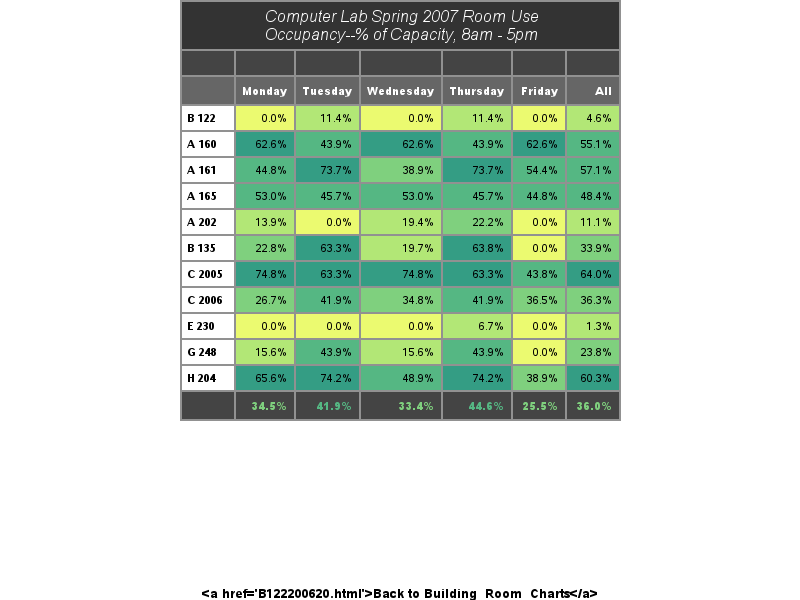 Computer Lab Spring 2007 Room Use
Occupancy--% of Capacity, 8am - 5pm
Monday Tuesday Wednesday Thursday Friday All
B 122 0.0% 11.4% 0.0% 11.4% 0.0% 4.6%
A 160 62.6% 43.9% 62.6% 43.9% 62.6% 55.1%
A 161 44.8% 73.7% 38.9% 73.7% 54.4% 57.1%
A 165 53.0% 45.7% 53.0% 45.7% 44.8% 48.4%
A 202 13.9% 0.0% 19.4% 22.2% 0.0% 11.1%
B 135 22.8% 63.3% 19.7% 63.8% 0.0% 33.9%
C 2005 74.8% 63.3% 74.8% 63.3% 43.8% 64.0%
C 2006 26.7% 41.9% 34.8% 41.9% 36.5% 36.3%
E 230 0.0% 0.0% 0.0% 6.7% 0.0% 1.3%
G 248 15.6% 43.9% 15.6% 43.9% 0.0% 23.8%
H 204 65.6% 74.2% 48.9% 74.2% 38.9% 60.3%
34.5% 41.9% 33.4% 44.6% 25.5% 36.0%
<a href='B122200620.html'>Back to Building_Room_Charts</a>